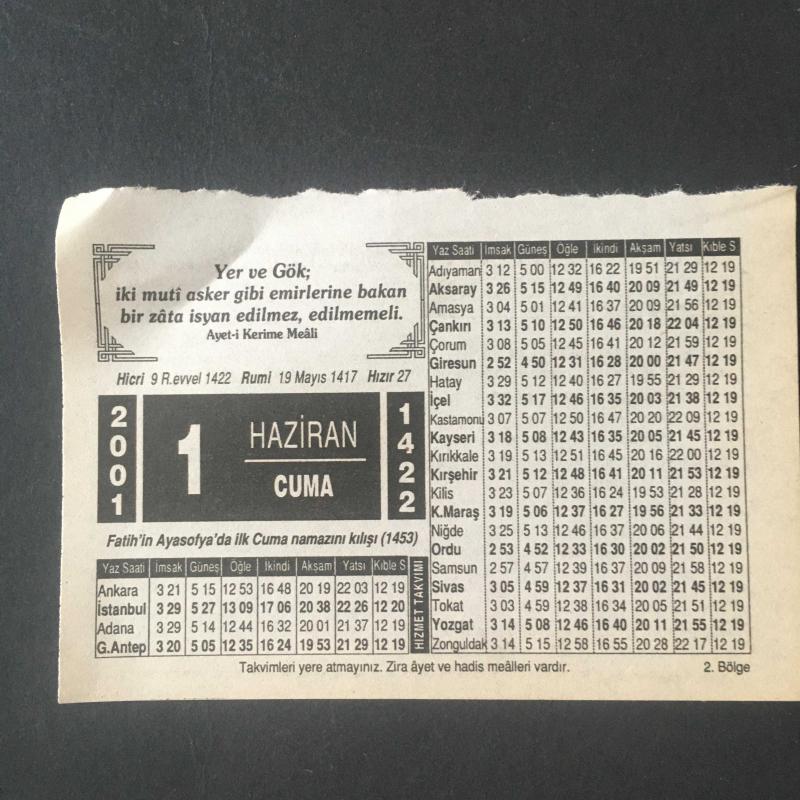 Yer ve Gök;
iki mutî asker gibi emirlerine bakan
bir zâta isyan edilmez, edilmemeli.
Ayet-i Kerime Meâli
Hicri 9 R.evvel 1422 Rumi 19 Mayıs 1417 Hızır 27
2001
1
HAZİRAN
CUMA
1422
Fatih'in Ayasofya'da ilk Cuma namazını kılışı (1453)
Yaz Saati İmsak Güneş Öğle İkindi Akşam Yatsı Kıble S
Ankara 3 21 5 15 12 53 16 48 20 19 22 03 12 19
İstanbul 3 29 5 27 13 09 17 06 20 38 22 26 12 20
Adana 3 29 5 14 12 44 16 32 20 01 21 37 12 19
G.Antep 3 20 5 05 12 35 16 24 19 53 21 29 12 19
HİZMET TAKVİMİ
Yaz Saati İmsak Güneş Öğle İkindi Akşam Yatsı Kıble S
Adıyaman 3 12 5 00 12 32 16 22 19 51 21 29 12 19
Aksaray 3 26 5 15 12 49 16 40 20 09 21 49 12 19
Amasya 3 04 5 01 12 41 16 37 20 09 21 56 12 19
Çankırı 3 13 5 10 12 50 16 46 20 18 22 04 12 19
Çorum 3 08 5 05 12 45 16 41 20 12 21 59 12 19
Giresun 2 52 4 50 12 31 16 28 20 00 21 47 12 19
Hatay 3 29 5 12 12 40 16 27 19 55 21 29 12 19
İçel 3 32 5 17 12 46 16 35 20 03 21 38 12 19
Kastamonu 3 07 5 07 12 50 16 47 20 20 22 09 12 19
Kayseri 3 18 5 08 12 43 16 35 20 05 21 45 12 19
Kırıkkale 3 19 5 13 12 51 16 45 20 16 22 00 12 19
Kırşehir 3 21 5 12 12 48 16 41 20 11 21 53 12 19
Kilis 3 23 5 07 12 36 16 24 19 53 21 28 12 19
K.Maraş 3 19 5 06 12 37 16 27 19 56 21 33 12 19
Niğde 3 25 5 13 12 46 16 37 20 06 21 44 12 19
Ordu 2 53 4 52 12 33 16 30 20 02 21 50 12 19
Samsun 2 57 4 57 12 39 16 37 20 09 21 58 12 19
Sivas 3 05 4 59 12 37 16 31 20 02 21 45 12 19
Tokat 3 03 4 59 12 38 16 34 20 05 21 51 12 19
Yozgat 3 14 5 08 12 46 16 40 20 11 21 55 12 19
Zonguldak 3 14 5 15 12 58 16 55 20 28 22 17 12 19
Takvimleri yere atmayınız. Zira âyet ve hadis meâlleri vardır.
2. Bölge